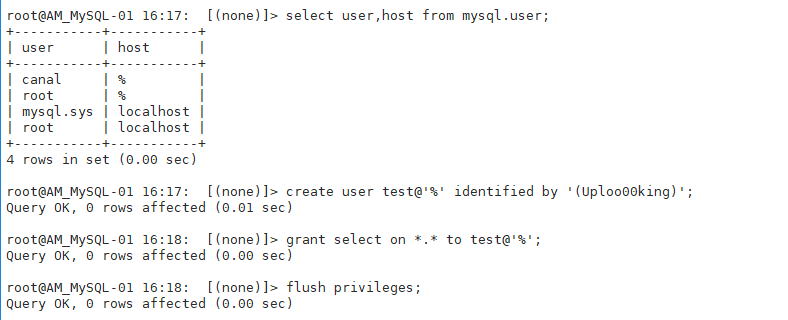 root@AM_MySQL-01 16:17:  [(none)]> select user,host from mysql.user;
+-----------+-----------+
| user      | host      |
+-----------+-----------+
| canal     | %         |
| root      | %         |
| mysql.sys | localhost |
| root      | localhost |
+-----------+-----------+
4 rows in set (0.00 sec)
root@AM_MySQL-01 16:17:  [(none)]> create user test@'%' identified by '(Uploo00king)';
Query OK, 0 rows affected (0.01 sec)
root@AM_MySQL-01 16:18:  [(none)]> grant select on *.* to test@'%';
Query OK, 0 rows affected (0.00 sec)
root@AM_MySQL-01 16:18:  [(none)]> flush privileges;
Query OK, 0 rows affected (0.00 sec)